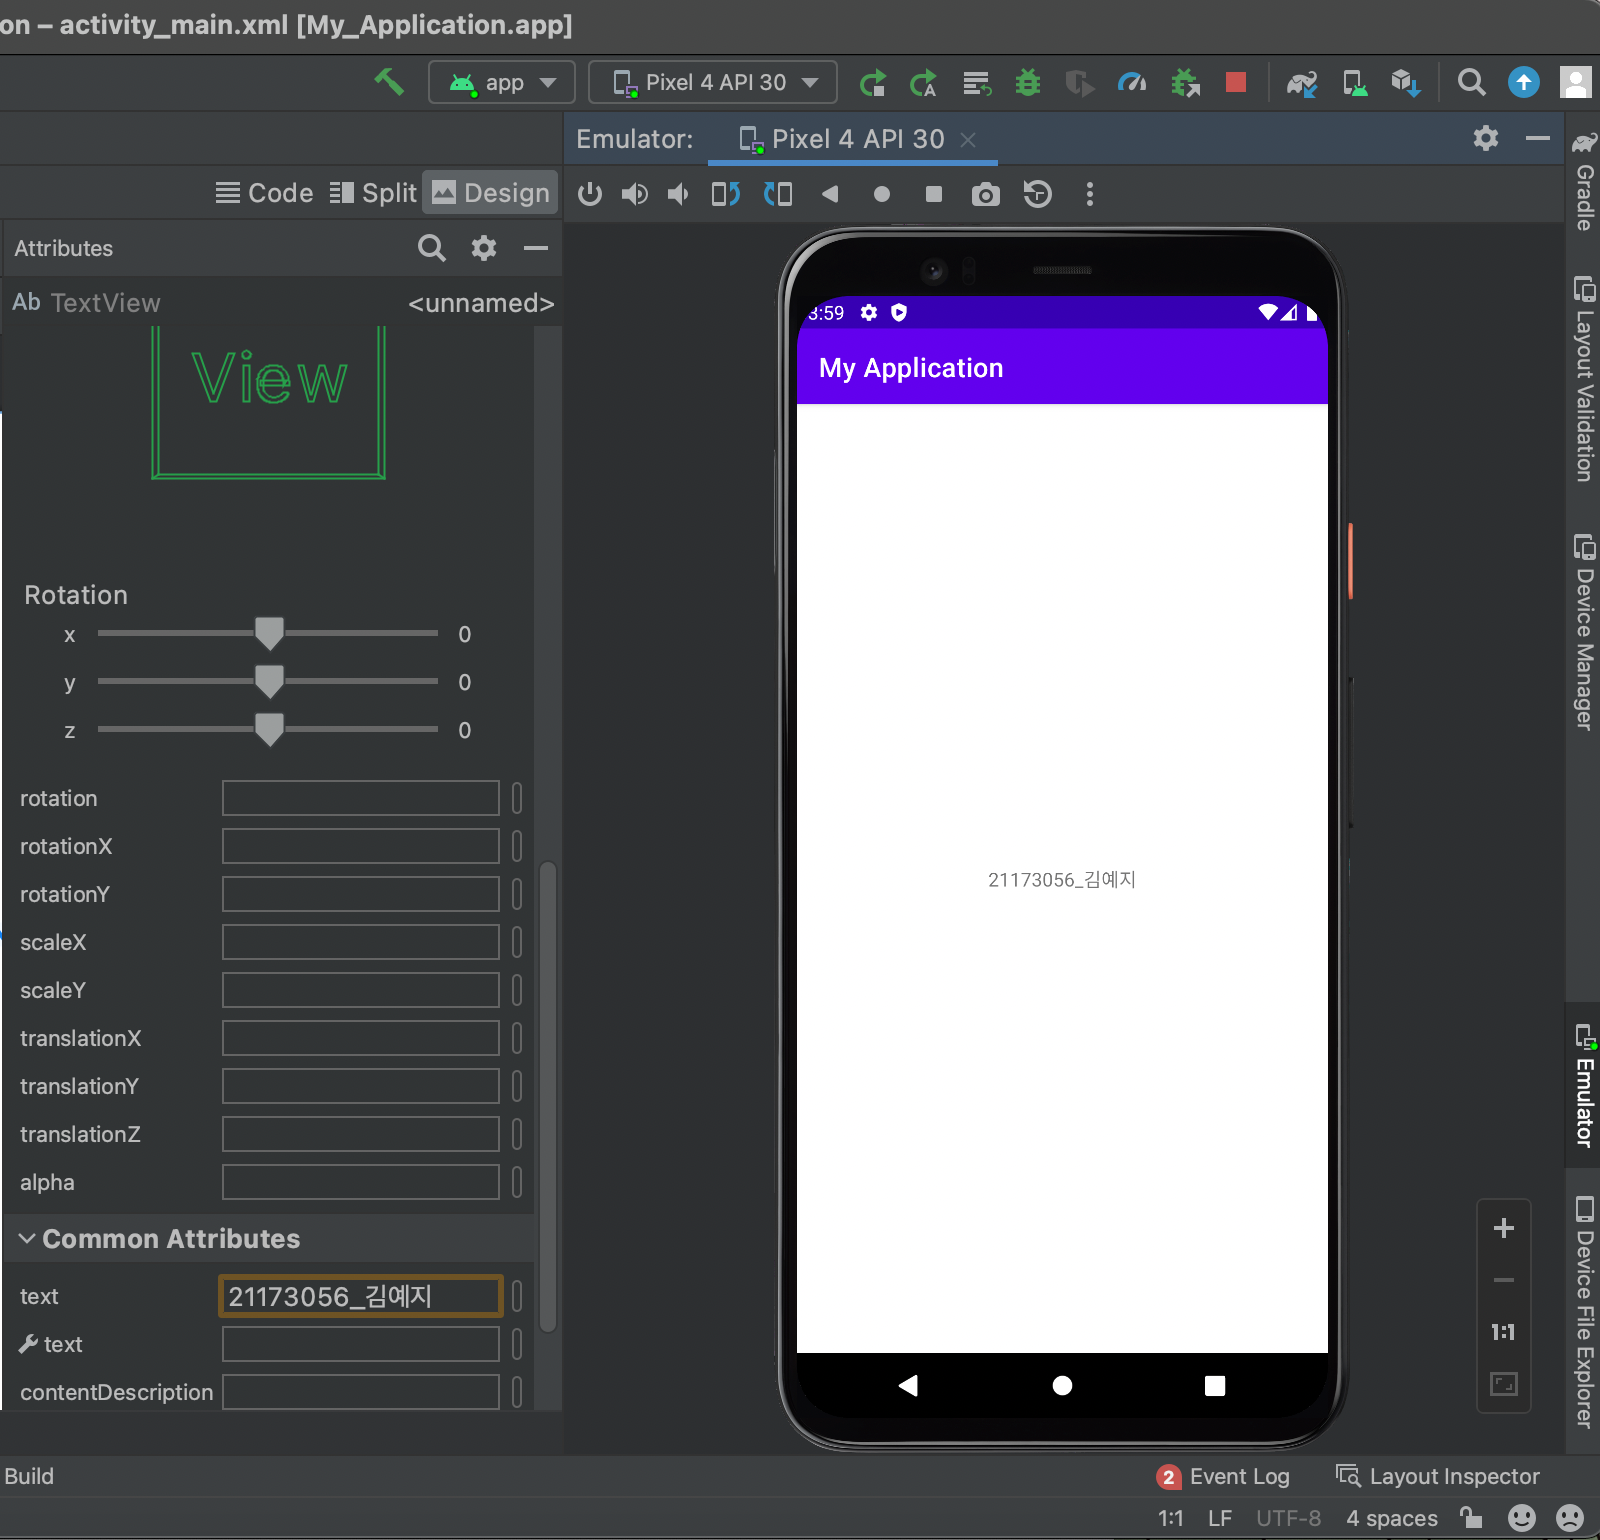 on – activity_main.xml [My_Application.app]
app
Pixel 4 API 30
Emulator:
Pixel 4 API 30
Code
Split
Design
Attributes
Ab TextView
<unnamed>
View
Rotation
x 0
y 0
z 0
rotation
rotationX
rotationY
scaleX
scaleY
translationX
translationY
translationZ
alpha
Common Attributes
text 21173056_김예지
text
contentDescription
3:59
My Application
21173056_김예지
1:1
Gradle
Layout Validation
Device Manager
Emulator
Device File Explorer
Build
2 Event Log
Layout Inspector
1:1 LF UTF-8 4 spaces